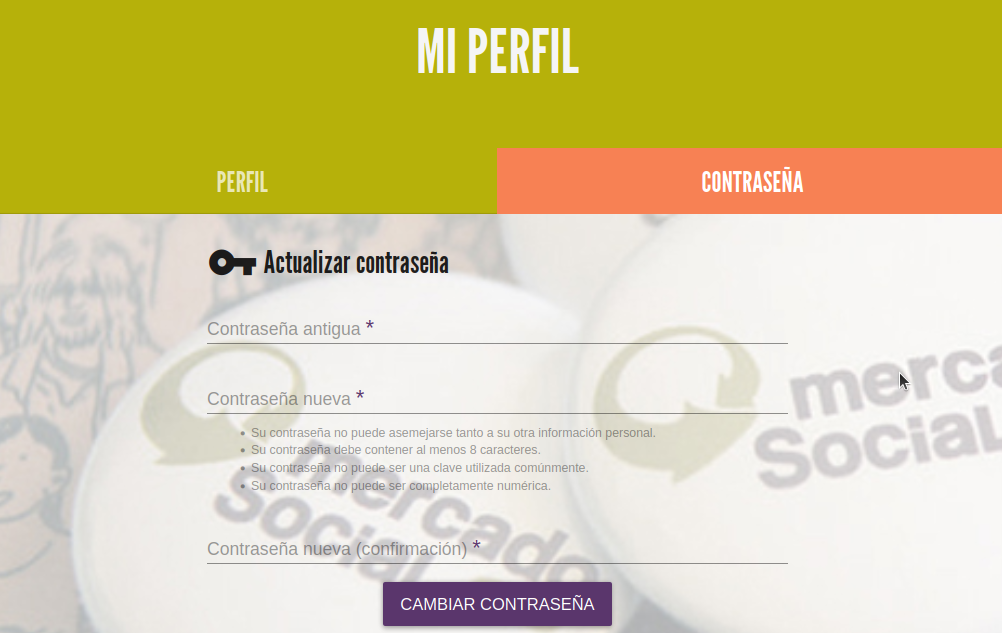 MI PERFIL
PERFIL
CONTRASEÑA
Actualizar contraseña
Contraseña antigua *
Contraseña nueva *
Su contraseña no puede asemejarse tanto a su otra información personal.
Su contraseña debe contener al menos 8 caracteres.
Su contraseña no puede ser una clave utilizada comúnmente.
Su contraseña no puede ser completamente numérica.
Contraseña nueva (confirmación) *
CAMBIAR CONTRASEÑA
mercado
Social
merca
Social